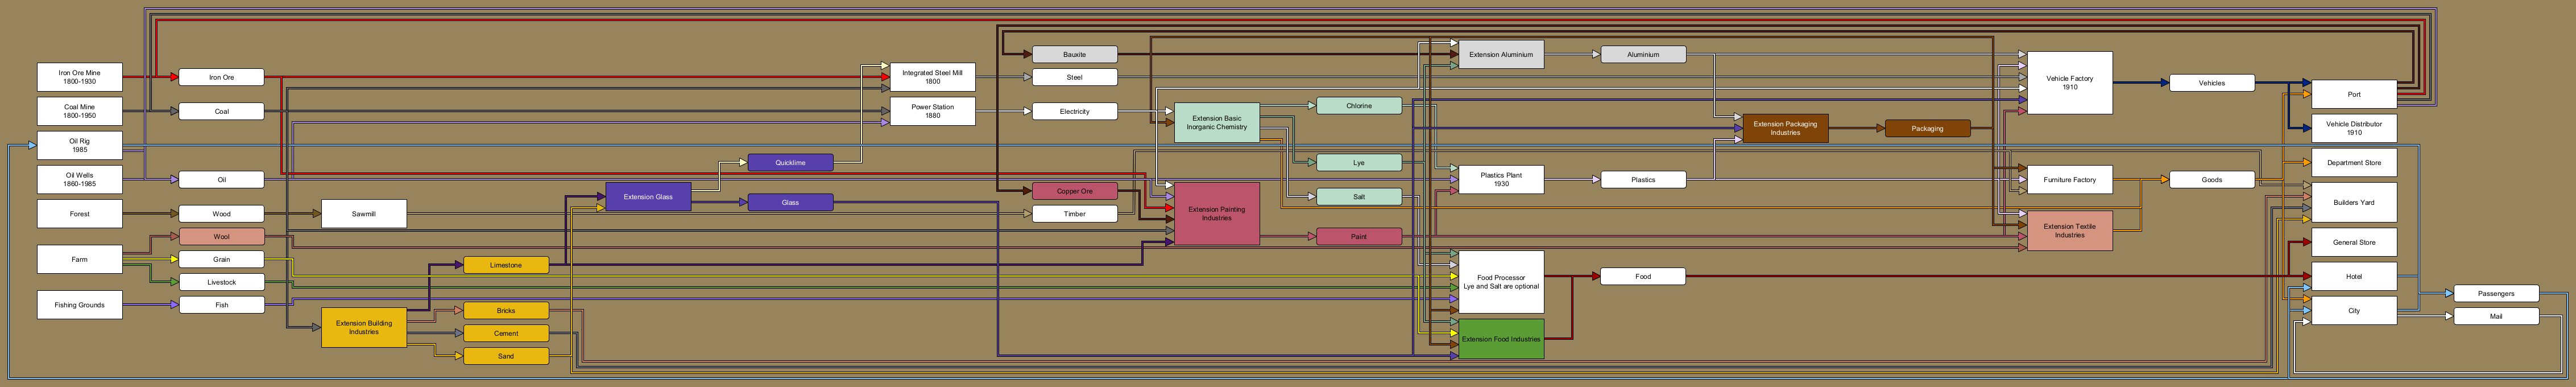 Iron Ore Mine
1800-1930
Coal Mine
1800-1950
Oil Rig
1985
Oil Wells
1860-1985
Forest
Farm
Fishing Grounds
Iron Ore
Coal
Oil
Wood
Wool
Grain
Livestock
Fish
Sawmill
Extension Building
Industries
Limestone
Bricks
Cement
Sand
Extension Glass
Quicklime
Glass
Integrated Steel Mill
1800
Power Station
1880
Bauxite
Steel
Electricity
Copper Ore
Timber
Extension Basic
Inorganic Chemistry
Extension Painting
Industries
Chlorine
Lye
Salt
Paint
Extension Aluminium
Plastics Plant
1930
Food Processor
Lye and Salt are optional
Extension Food Industries
Aluminium
Plastics
Food
Extension Packaging
Industries
Packaging
Vehicle Factory
1910
Furniture Factory
Extension Textile
Industries
Vehicles
Goods
Port
Vehicle Distributor
1910
Department Store
Builders Yard
General Store
Hotel
City
Passengers
Mail